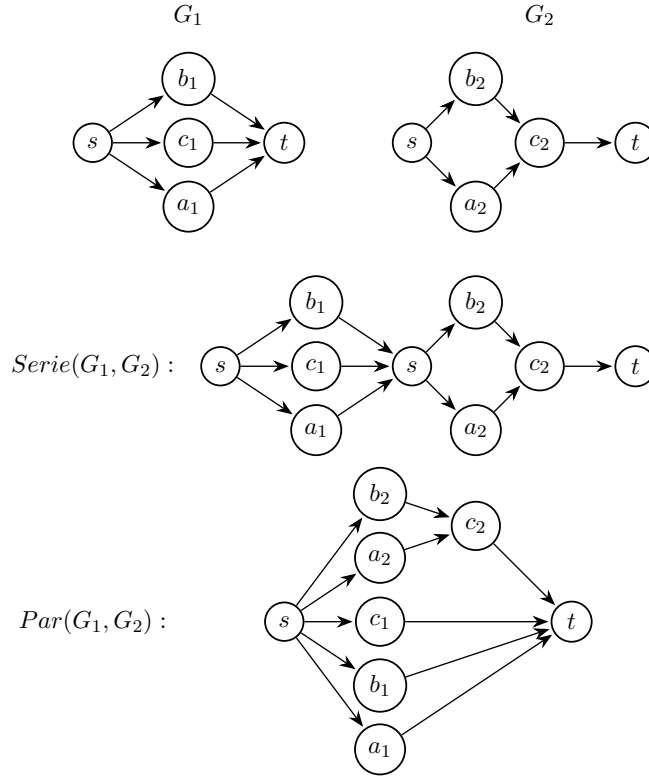 G₁ G₂
b₁ b₂
s c₁ t s c₂ t
a₁ a₂
b₁ b₂
Serie(G₁, G₂) : s c₁ s c₂ t
a₁ a₂
b₂
c₂
a₂
Par(G₁, G₂) : s c₁ t
b₁
a₁